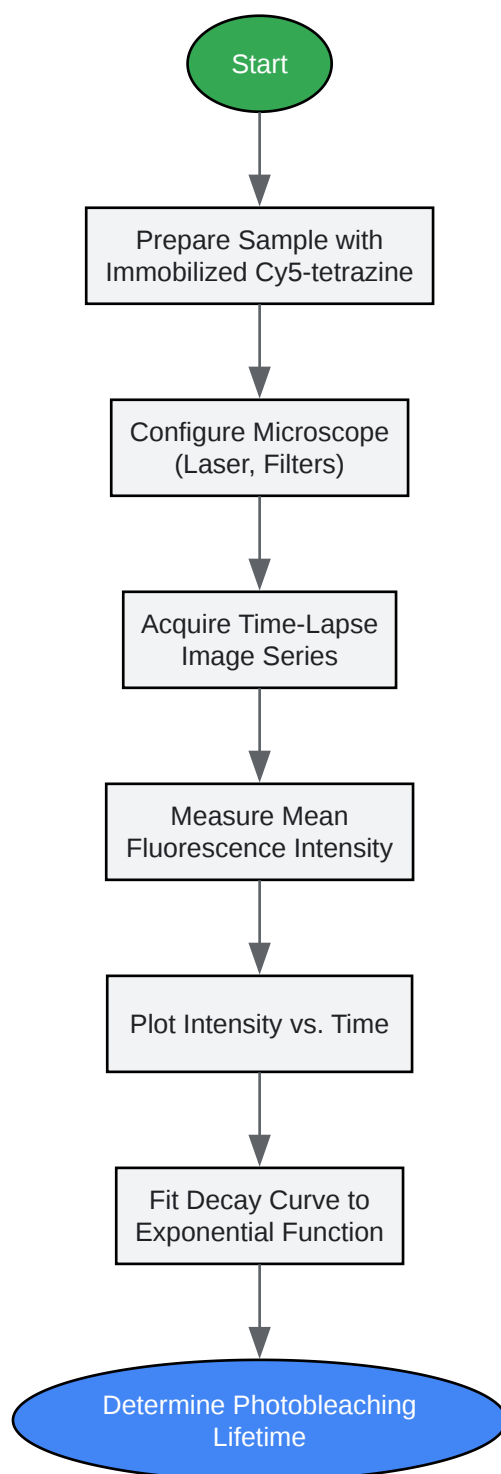 Start
Prepare Sample with
Immobilized Cy5-tetrazine
Configure Microscope
(Laser, Filters)
Acquire Time-Lapse
Image Series
Measure Mean
Fluorescence Intensity
Plot Intensity vs. Time
Fit Decay Curve to
Exponential Function
Determine Photobleaching
Lifetime